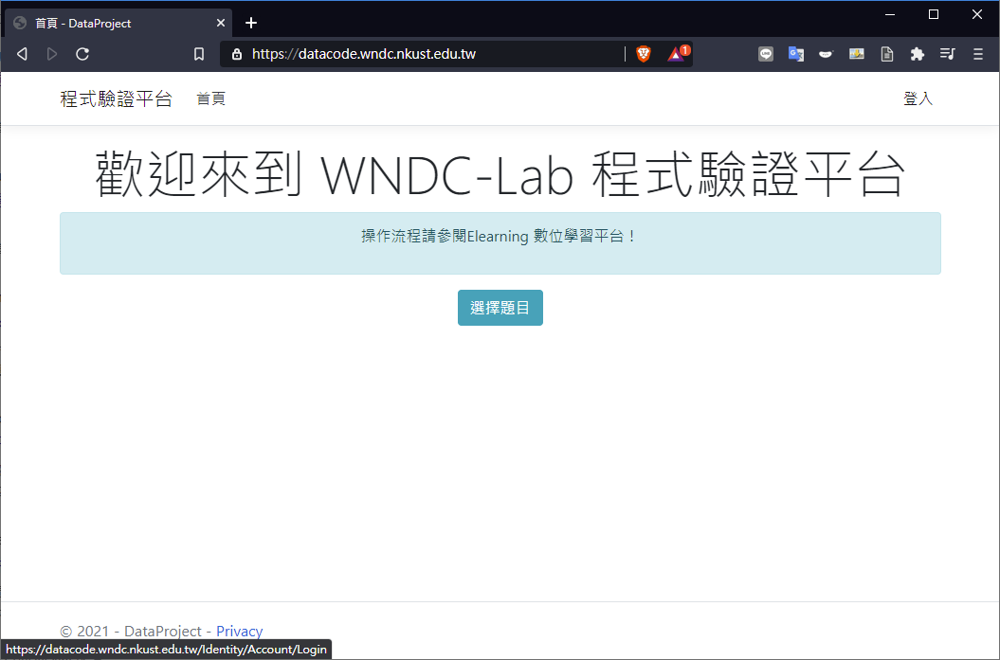 首頁 - DataProject
https://datacode.wndc.nkust.edu.tw
1
程式驗證平台
首頁
登入
歡迎來到 WNDC-Lab 程式驗證平台
操作流程請參閱Elearning 數位學習平台！
選擇題目
© 2021 - DataProject - Privacy
https://datacode.wndc.nkust.edu.tw/Identity/Account/Login